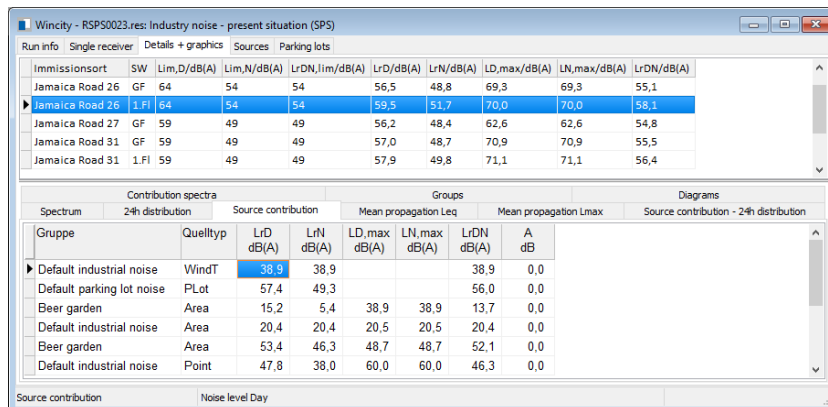 Wincity - RSPS0023.res: Industry noise - present situation (SPS)
Run info Single receiver Details + graphics Sources Parking lots
Immissionsort SW Lim,D/dB(A) Lim,N/dB(A) LrDN,lim/dB(A) LrD/dB(A) LrN/dB(A) LD,max/dB(A) LN,max/dB(A) LrDN/dB(A)
Jamaica Road 26 GF 64 54 54 56,5 48,8 69,3 69,3 55,1
Jamaica Road 26 1.Fl 64 54 54 59,5 51,7 70,0 70,0 58,1
Jamaica Road 27 GF 59 49 49 56,2 48,4 62,6 62,6 54,8
Jamaica Road 31 GF 59 49 49 57,0 48,7 70,9 70,9 55,5
Jamaica Road 31 1.Fl 59 49 49 57,9 49,8 71,1 71,1 56,4
Contribution spectra Groups Diagrams
Spectrum 24h distribution Source contribution Mean propagation Leq Mean propagation Lmax Source contribution - 24h distribution
Gruppe Quelltyp LrD LrN LD,max LN,max LrDN A
dB(A) dB(A) dB(A) dB(A) dB(A) dB
Default industrial noise WindT 38,9 38,9 38,9 0,0
Default parking lot noise PLot 57,4 49,3 56,0 0,0
Beer garden Area 15,2 5,4 38,9 38,9 13,7 0,0
Default industrial noise Area 20,4 20,4 20,5 20,5 20,4 0,0
Beer garden Area 53,4 46,3 48,7 48,7 52,1 0,0
Default industrial noise Point 47,8 38,0 60,0 60,0 46,3 0,0
Source contribution Noise level Day